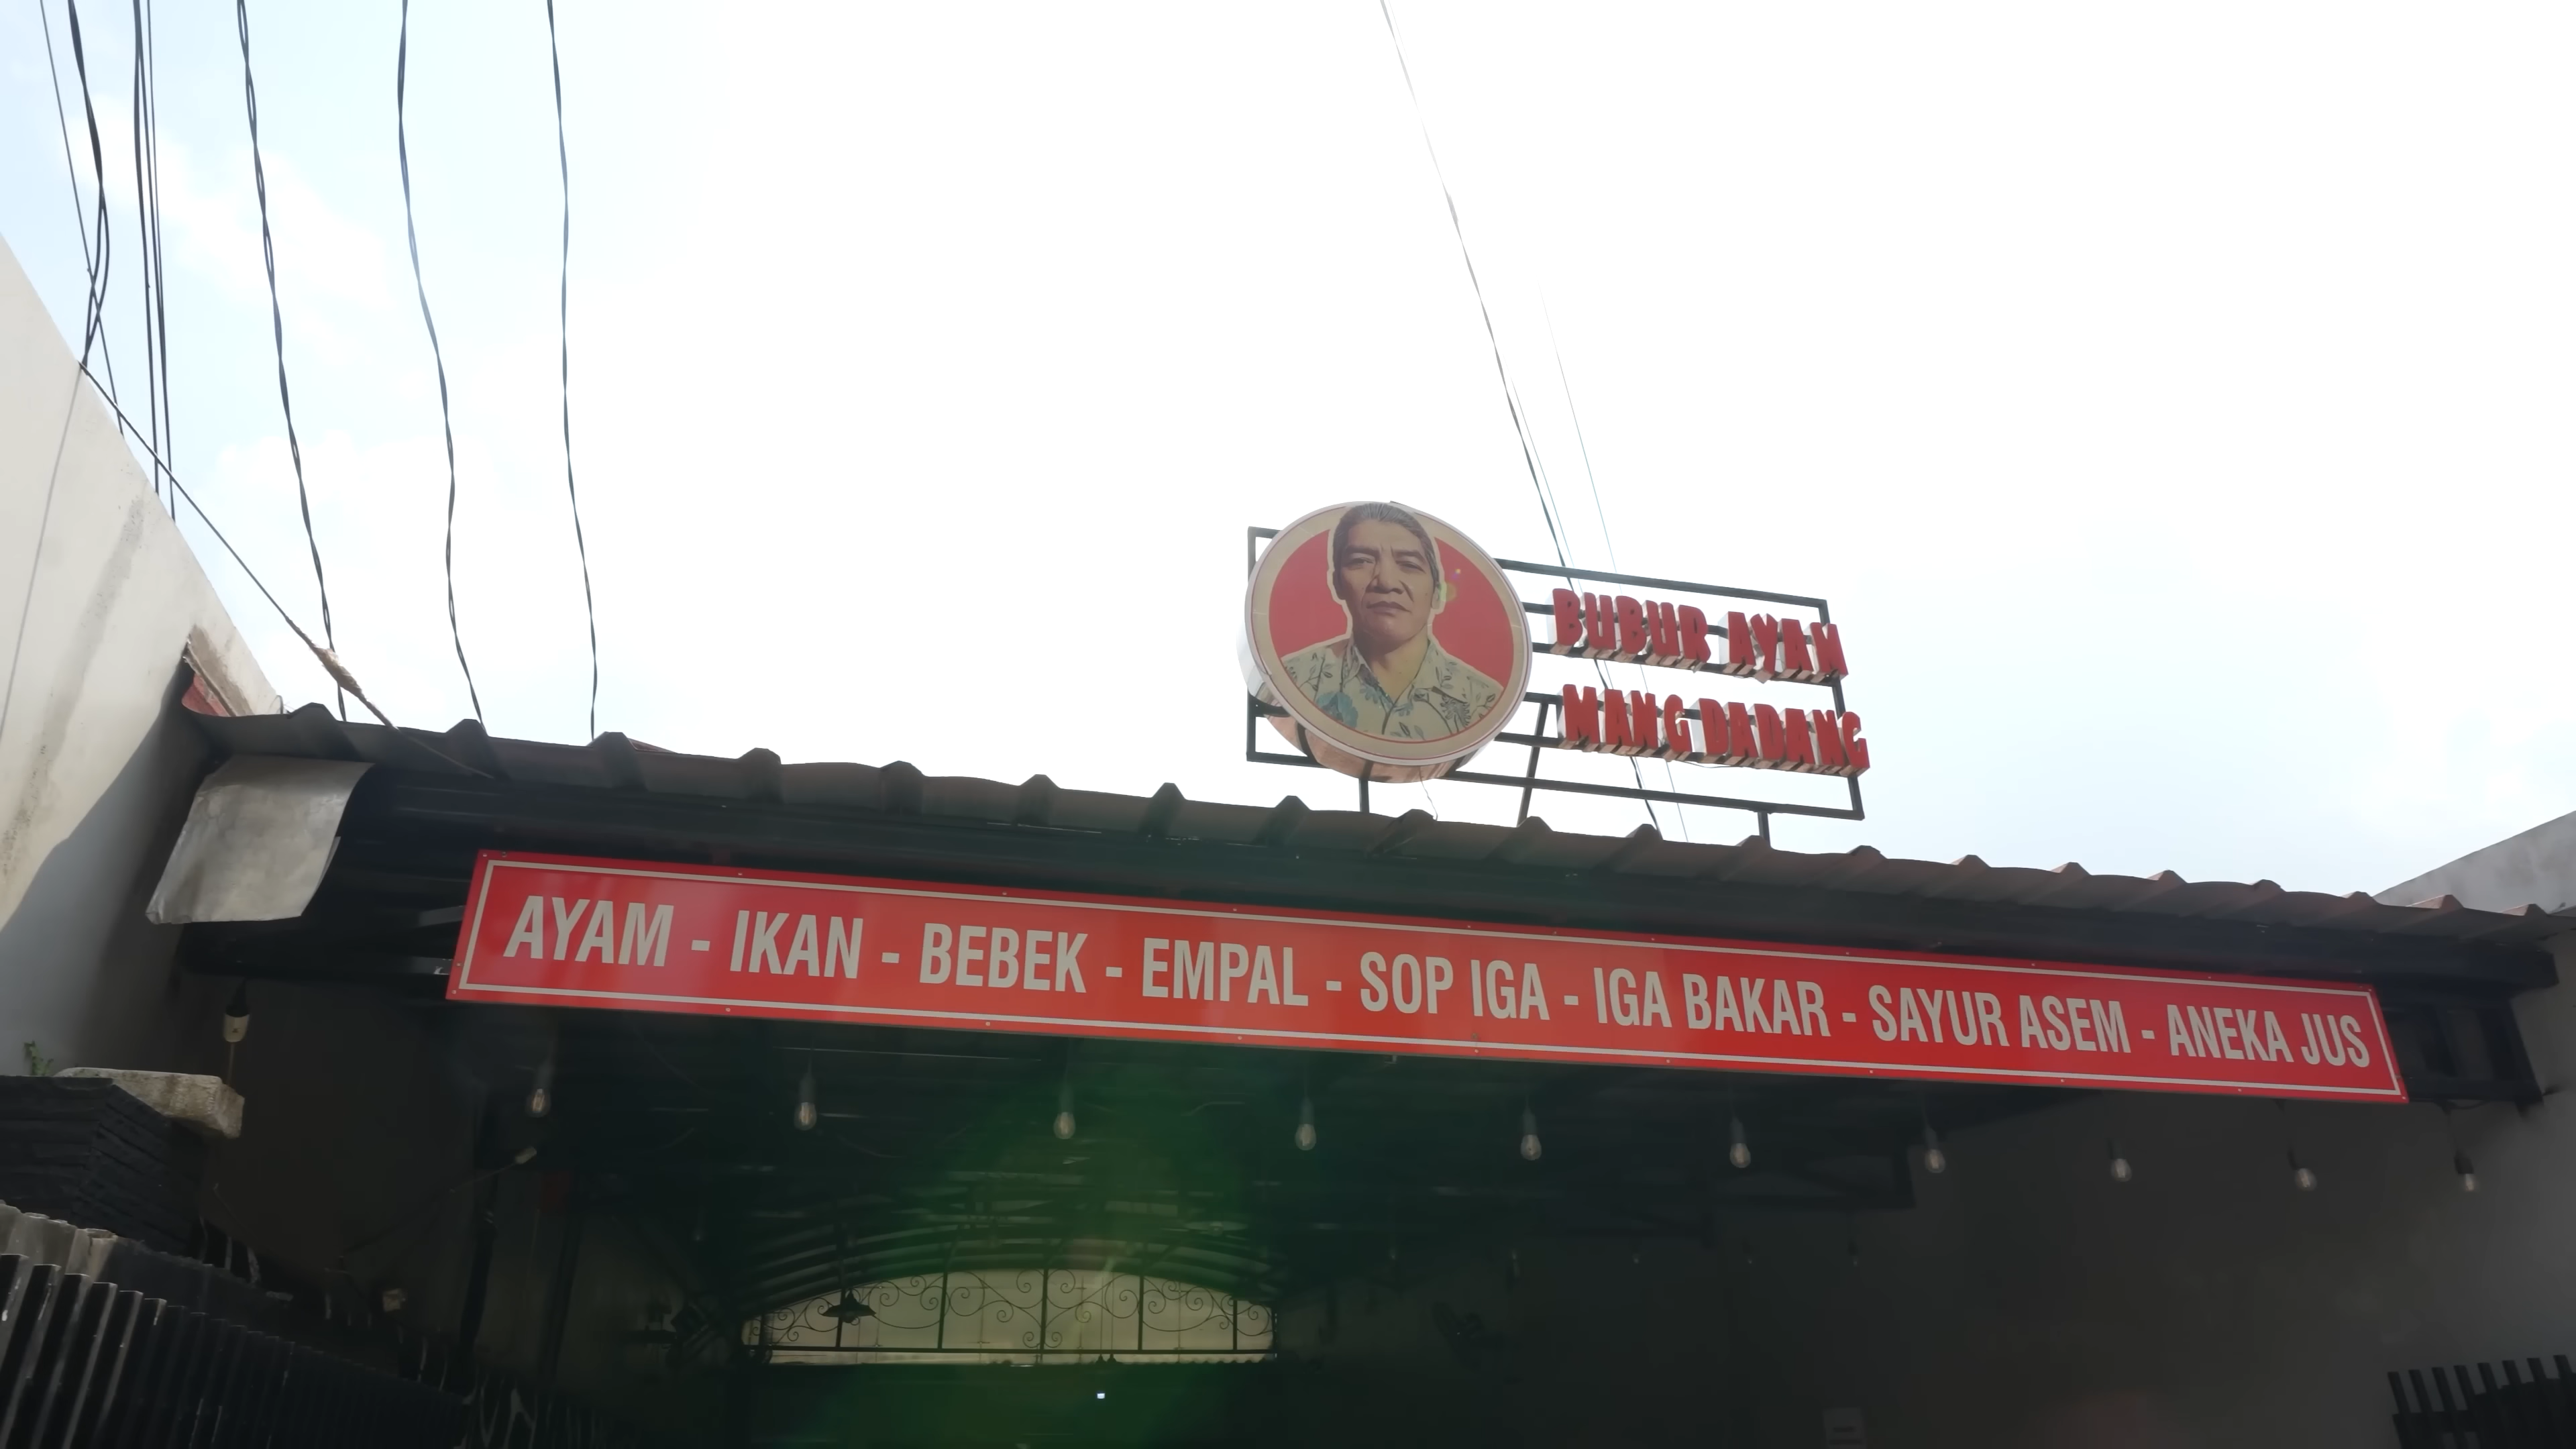 BUBUR AYAM
MANG DADANG
AYAM - IKAN - BEBEK - EMPAL - SOP IGA - IGA BAKAR - SAYUR ASEM - ANEKA JUS